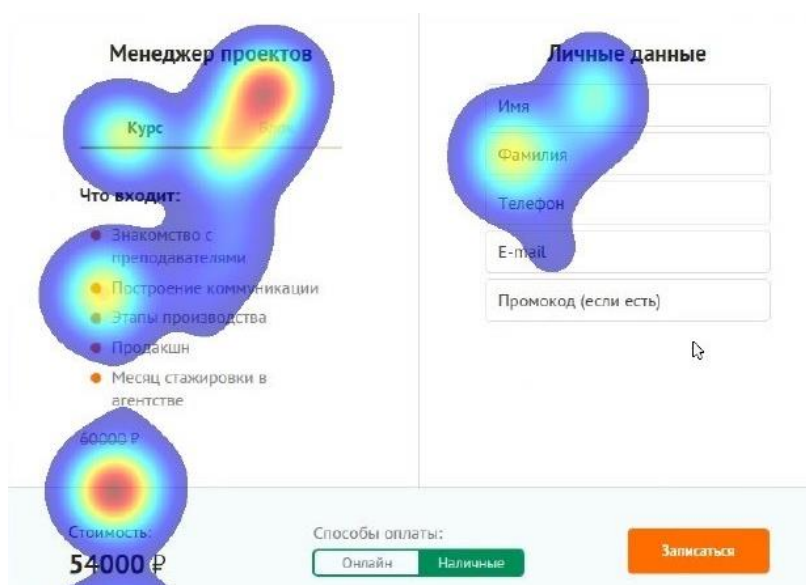 Менеджер проектов
Курс
Что входит:
Знакомство с
преподавателями
Построение коммуникации
Этапы производства
Продакшн
Месяц стажировки в
агентстве
60000 ₽
Стоимость:
54000 ₽
Личные данные
Имя
Фамилия
Телефон
E-mail
Промокод (если есть)
Способы оплаты:
Онлайн
Наличные
Записаться